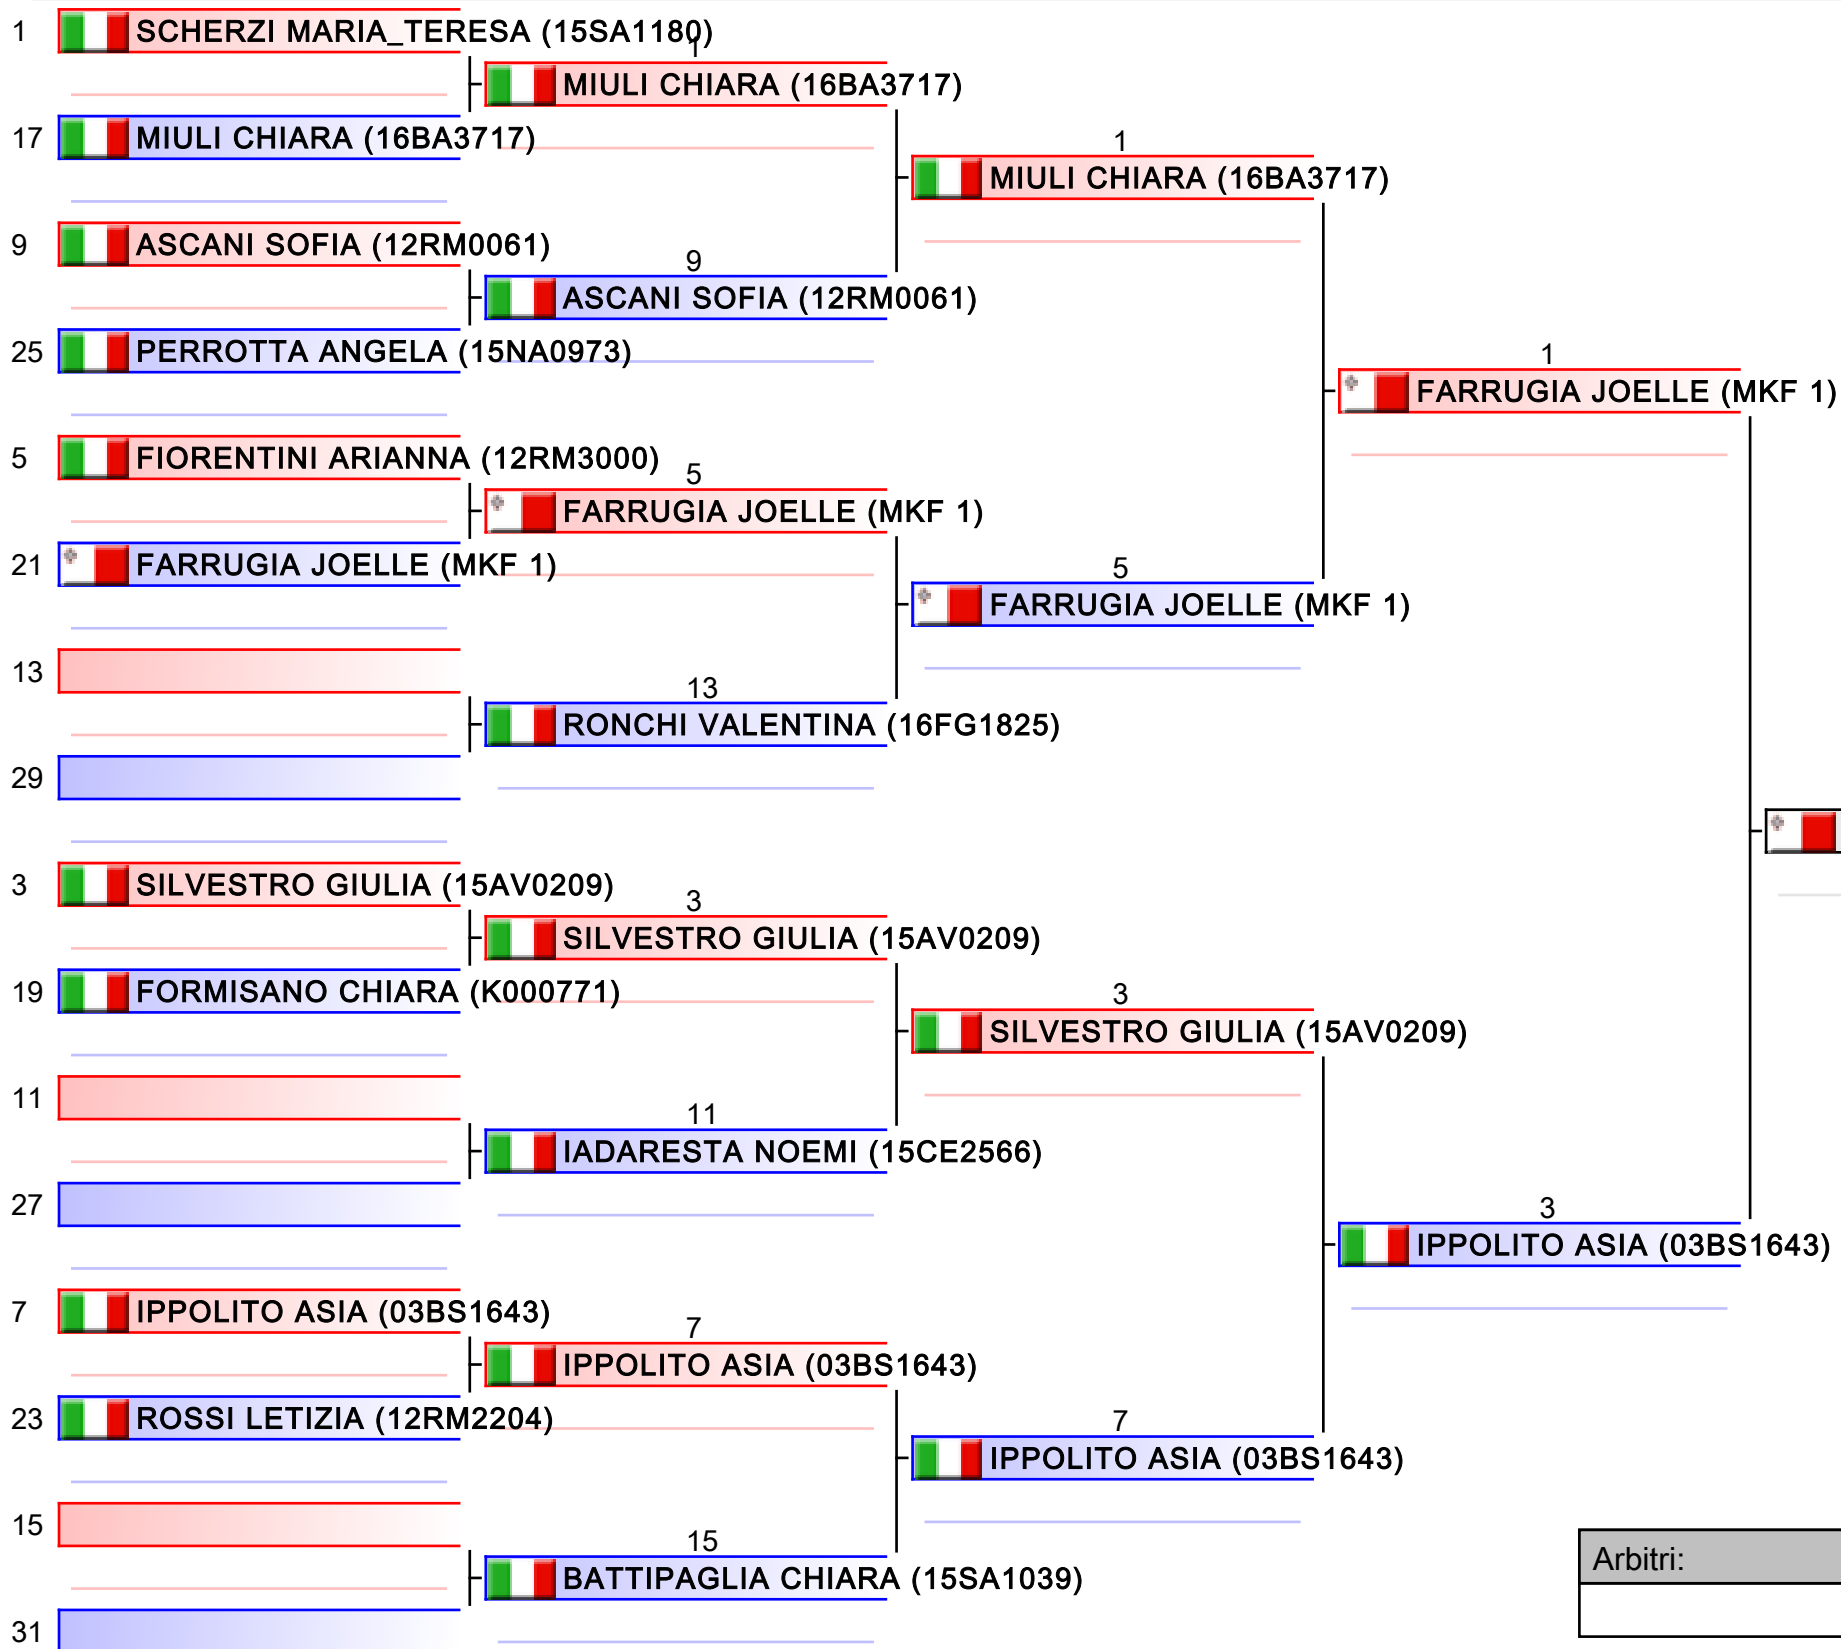 1 SCHERZI MARIA_TERESA (15SA1180)
1
MIULI CHIARA (16BA3717)
17 MIULI CHIARA (16BA3717)
1
MIULI CHIARA (16BA3717)
9 ASCANI SOFIA (12RM0061)
9
ASCANI SOFIA (12RM0061)
25 PERROTTA ANGELA (15NA0973)
1
FARRUGIA JOELLE (MKF 1)
5 FIORENTINI ARIANNA (12RM3000)
5
FARRUGIA JOELLE (MKF 1)
21 FARRUGIA JOELLE (MKF 1)
5
FARRUGIA JOELLE (MKF 1)
13
13
RONCHI VALENTINA (16FG1825)
29
3 SILVESTRO GIULIA (15AV0209)
3
SILVESTRO GIULIA (15AV0209)
19 FORMISANO CHIARA (K000771)
3
SILVESTRO GIULIA (15AV0209)
11
11
IADARESTA NOEMI (15CE2566)
27
3
IPPOLITO ASIA (03BS1643)
7 IPPOLITO ASIA (03BS1643)
7
IPPOLITO ASIA (03BS1643)
23 ROSSI LETIZIA (12RM2204)
7
IPPOLITO ASIA (03BS1643)
15
15
BATTIPAGLIA CHIARA (15SA1039)
Arbitri:
31